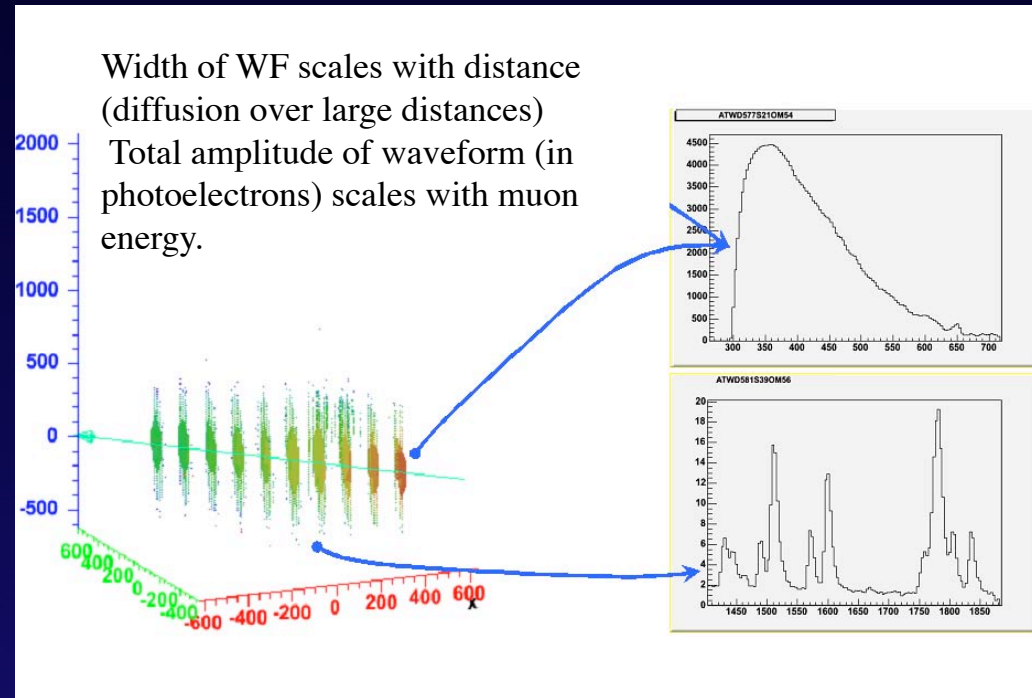 Width of WF scales with distance
(diffusion over large distances)
Total amplitude of waveform (in
photoelectrons) scales with muon
energy.
2000
1500
1000
500
0
-500
600 400 200 0 -200 -400
-600 -400 -200 0 200 400 600
x
ATWD577S21OM54
4500
4000
3500
3000
2500
2000
1500
1000
500
0
300 350 400 450 500 550 600 650 700
ATWD581S39OM56
20
18
16
14
12
10
8
6
4
2
0
1450 1500 1550 1600 1650 1700 1750 1800 1850